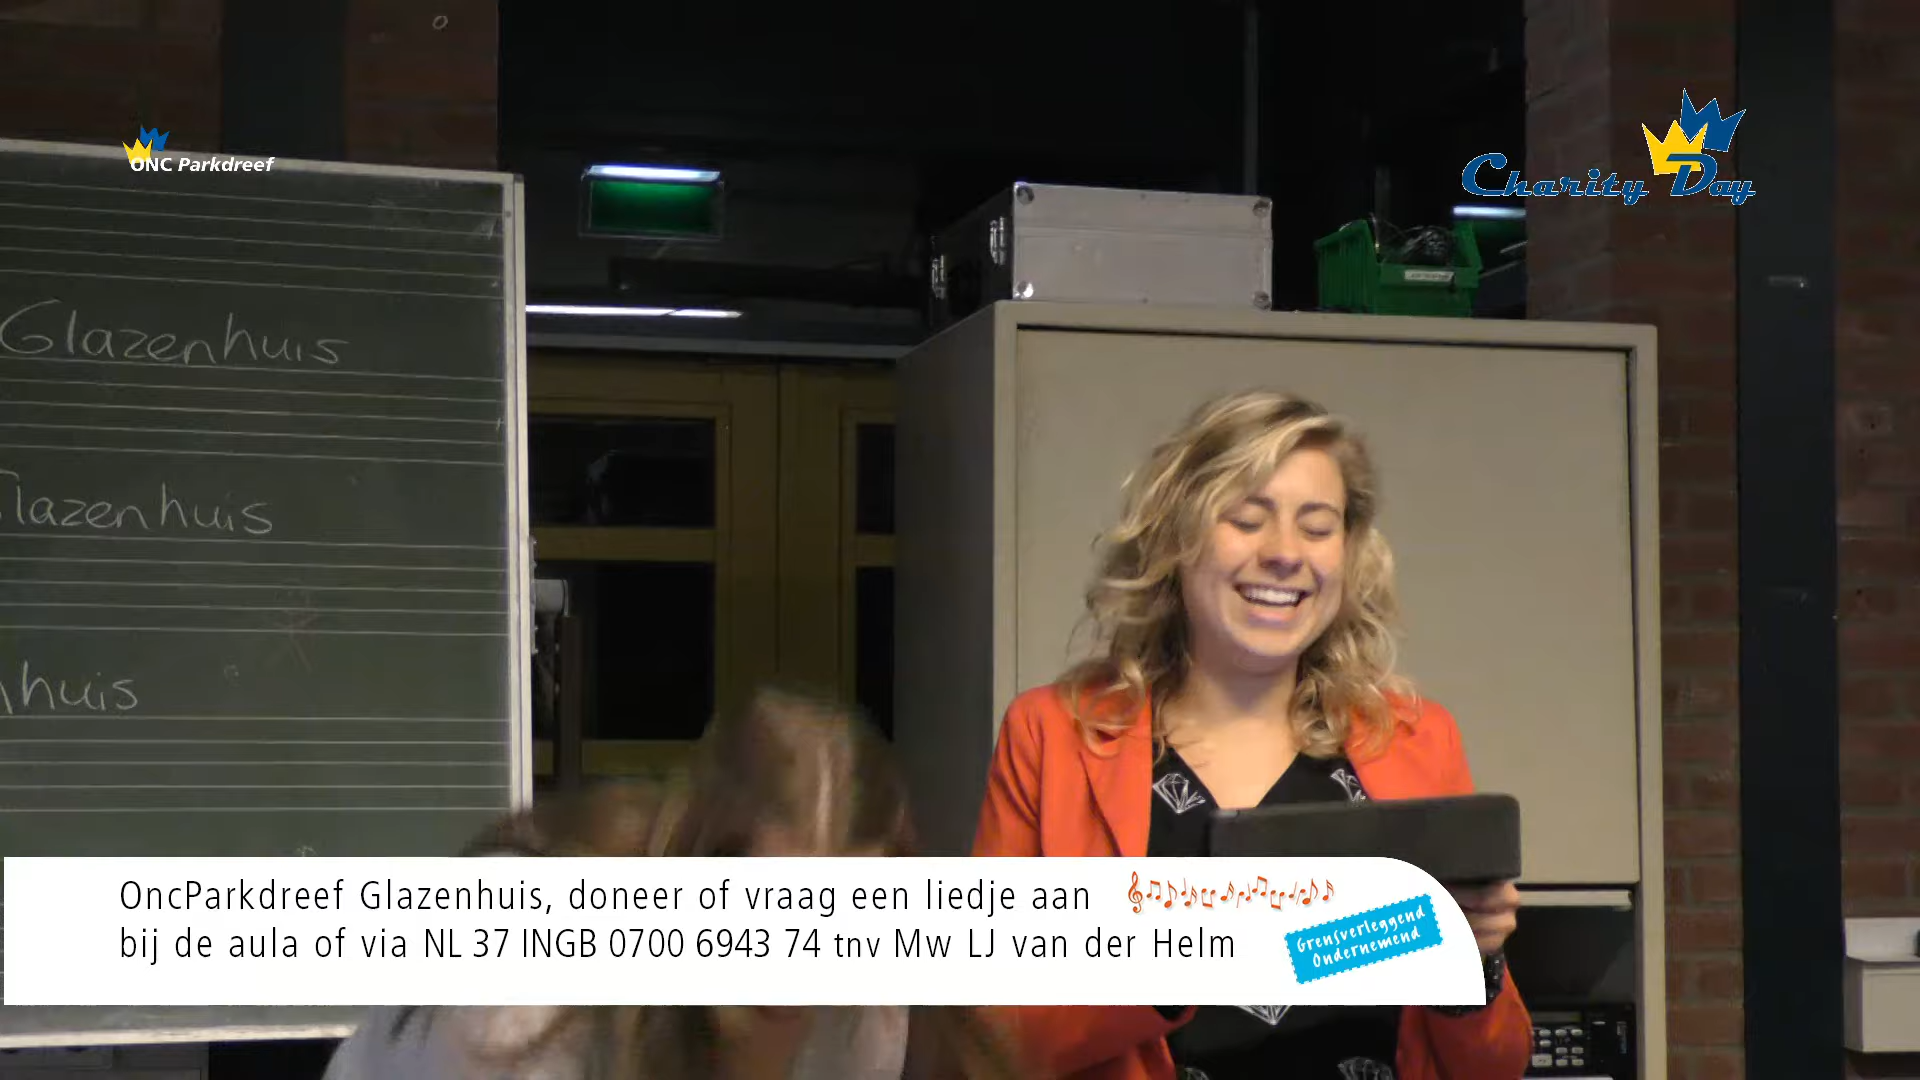 ONC Parkdreef
Charity Day
Glazenhuis
lazenhuis
huis
OncParkdreef Glazenhuis, doneer of vraag een liedje aan
bij de aula of via NL 37 INGB 0700 6943 74 tnv Mw LJ van der Helm
Grensverleggend
Ondernemend